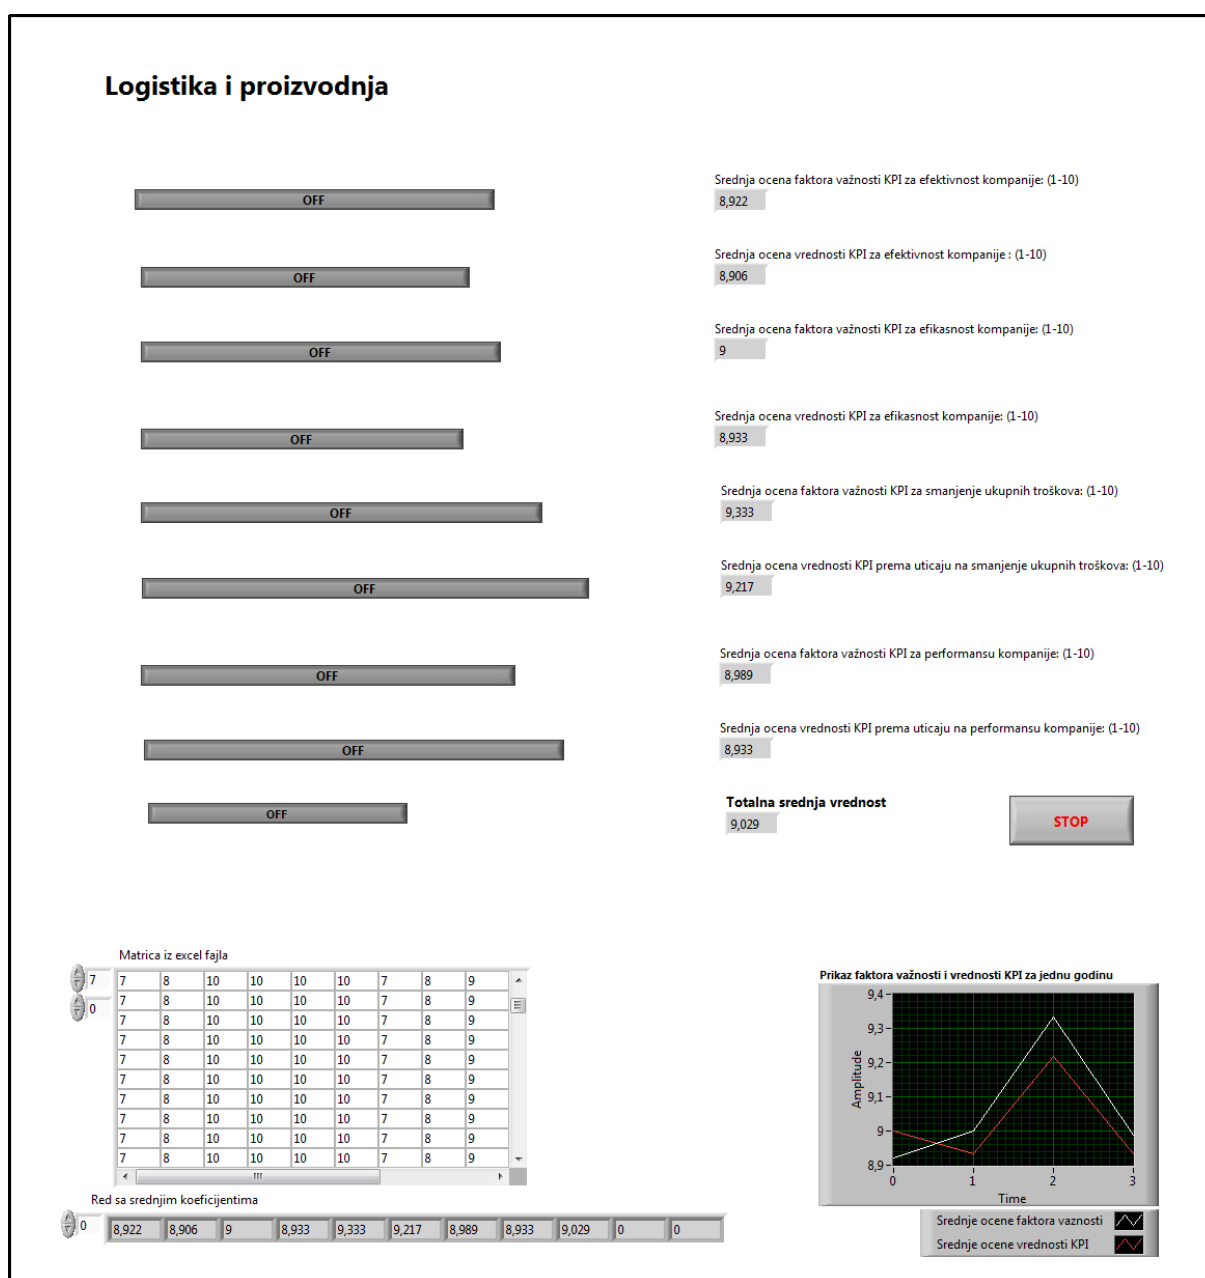 Logistika i proizvodnja
OFF
Srednja ocena faktora važnosti KPI za efektivnost kompanije: (1-10)
8,922
OFF
Srednja ocena vrednosti KPI za efektivnost kompanije : (1-10)
8,906
OFF
Srednja ocena faktora važnosti KPI za efikasnost kompanije: (1-10)
9
OFF
Srednja ocena vrednosti KPI za efikasnost kompanije: (1-10)
8,933
OFF
Srednja ocena faktora važnosti KPI za smanjenje ukupnih troškova: (1-10)
9,333
OFF
Srednja ocena vrednosti KPI prema uticaju na smanjenje ukupnih troškova: (1-10)
9,217
OFF
Srednja ocena faktora važnosti KPI za performansu kompanije: (1-10)
8,989
OFF
Srednja ocena vrednosti KPI prema uticaju na performansu kompanije: (1-10)
8,933
OFF
Totalna srednja vrednost
9,029
STOP
Matrica iz excel fajla
7
0
7 8 10 10 10 10 7 8 9
7 8 10 10 10 10 7 8 9
7 8 10 10 10 10 7 8 9
7 8 10 10 10 10 7 8 9
7 8 10 10 10 10 7 8 9
7 8 10 10 10 10 7 8 9
7 8 10 10 10 10 7 8 9
7 8 10 10 10 10 7 8 9
7 8 10 10 10 10 7 8 9
7 8 10 10 10 10 7 8 9
Red sa srednjim koeficijentima
0 8,922 8,906 9 8,933 9,333 9,217 8,989 8,933 9,029 0 0
Prikaz faktora važnosti i vrednosti KPI za jednu godinu
9,4
9,3
9,2
9,1
9
8,9
Amplitude
0 1 2 3
Time
Srednje ocene faktora vaznosti
Srednje ocene vrednosti KPI